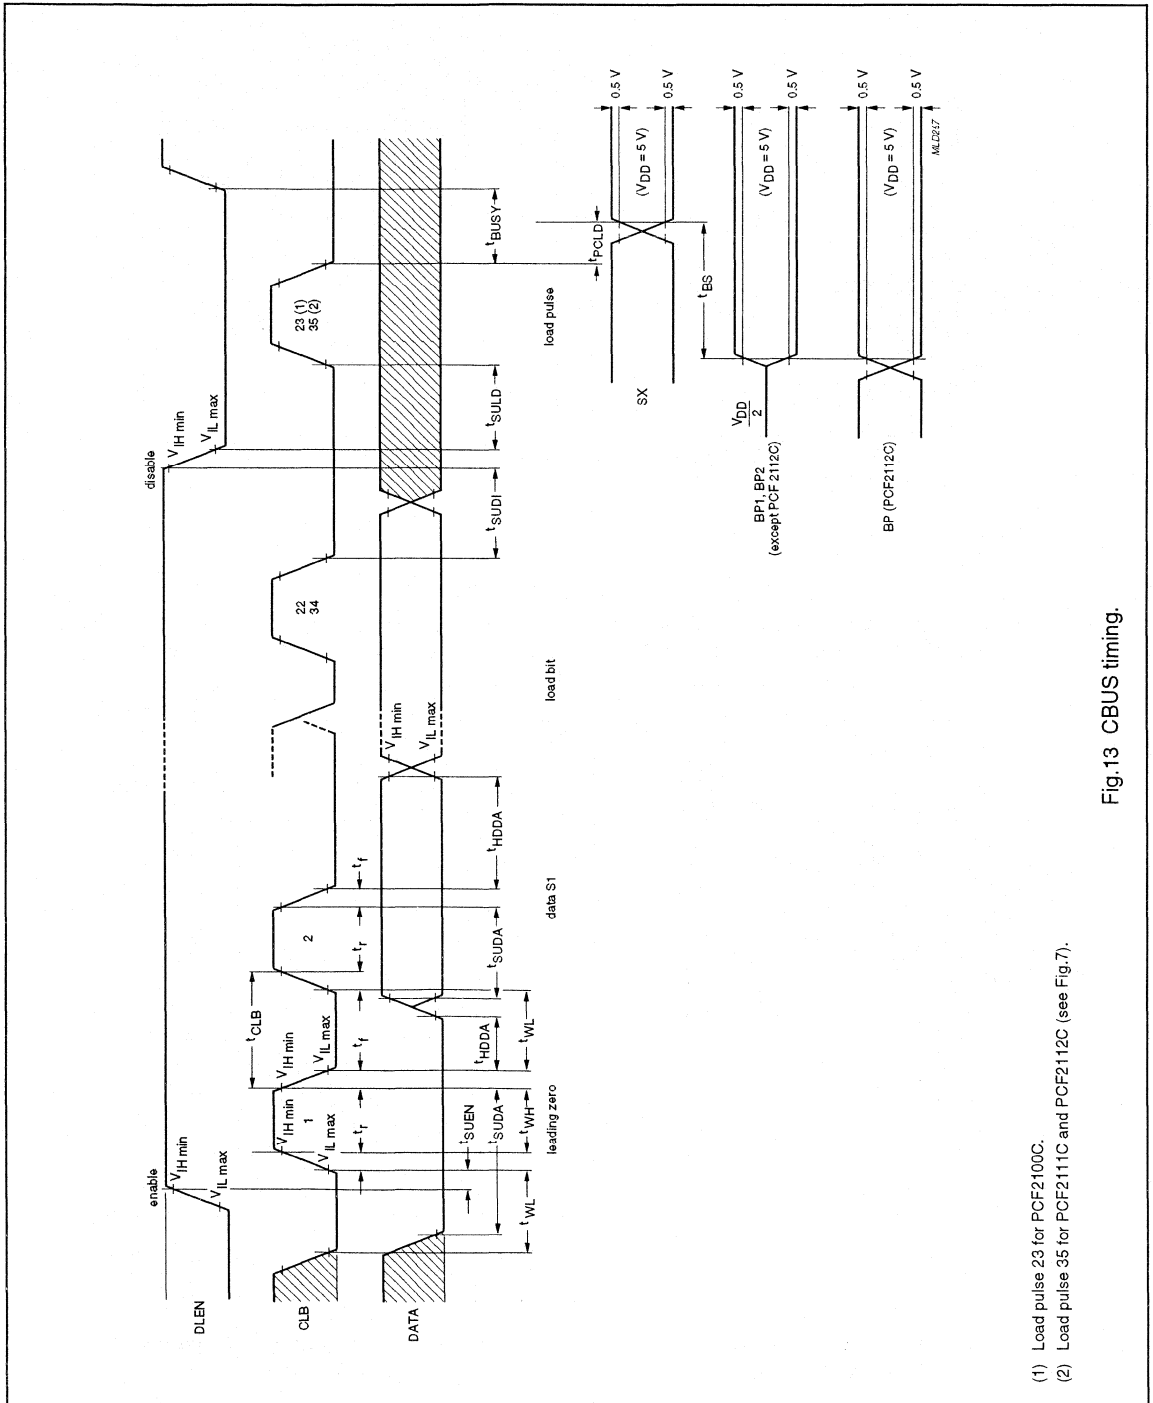 enable
disable
DLEN
V IH min
V IL max
V IH min
V IL max
t CLB
CLB
V IH min
V IL max
1
V IH min
V IL max
2
22
34
23 (1)
35 (2)
t r
t f
t r
t f
DATA
V IH min
V IL max
t SUEN
t SUDA
t HDDA
t SUDA
t HDDA
t SUDI
t SULD
t BUSY
t WL
t WH
t WL
leading zero
data S1
load bit
load pulse
t PCLD
SX
(VDD = 5 V)
0.5 V
0.5 V
t BS
VDD
2
BP1, BP2
(except PCF 2112C)
(VDD = 5 V)
0.5 V
0.5 V
BP (PCF2112C)
(VDD = 5 V)
0.5 V
0.5 V
MLD247
(1) Load pulse 23 for PCF2100C.
(2) Load pulse 35 for PCF2111C and PCF2112C (see Fig.7).
Fig.13 CBUS timing.